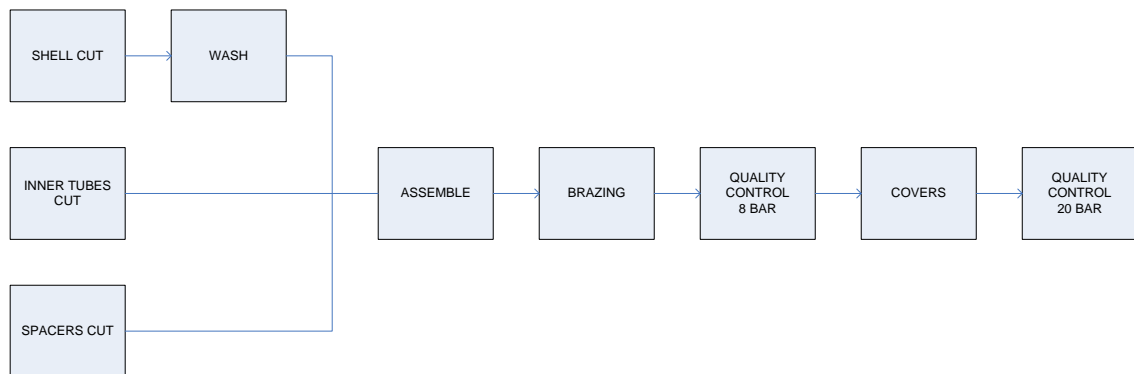 SHELL CUT
WASH
INNER TUBES
CUT
ASSEMBLE
BRAZING
QUALITY
CONTROL
8 BAR
COVERS
QUALITY
CONTROL
20 BAR
SPACERS CUT